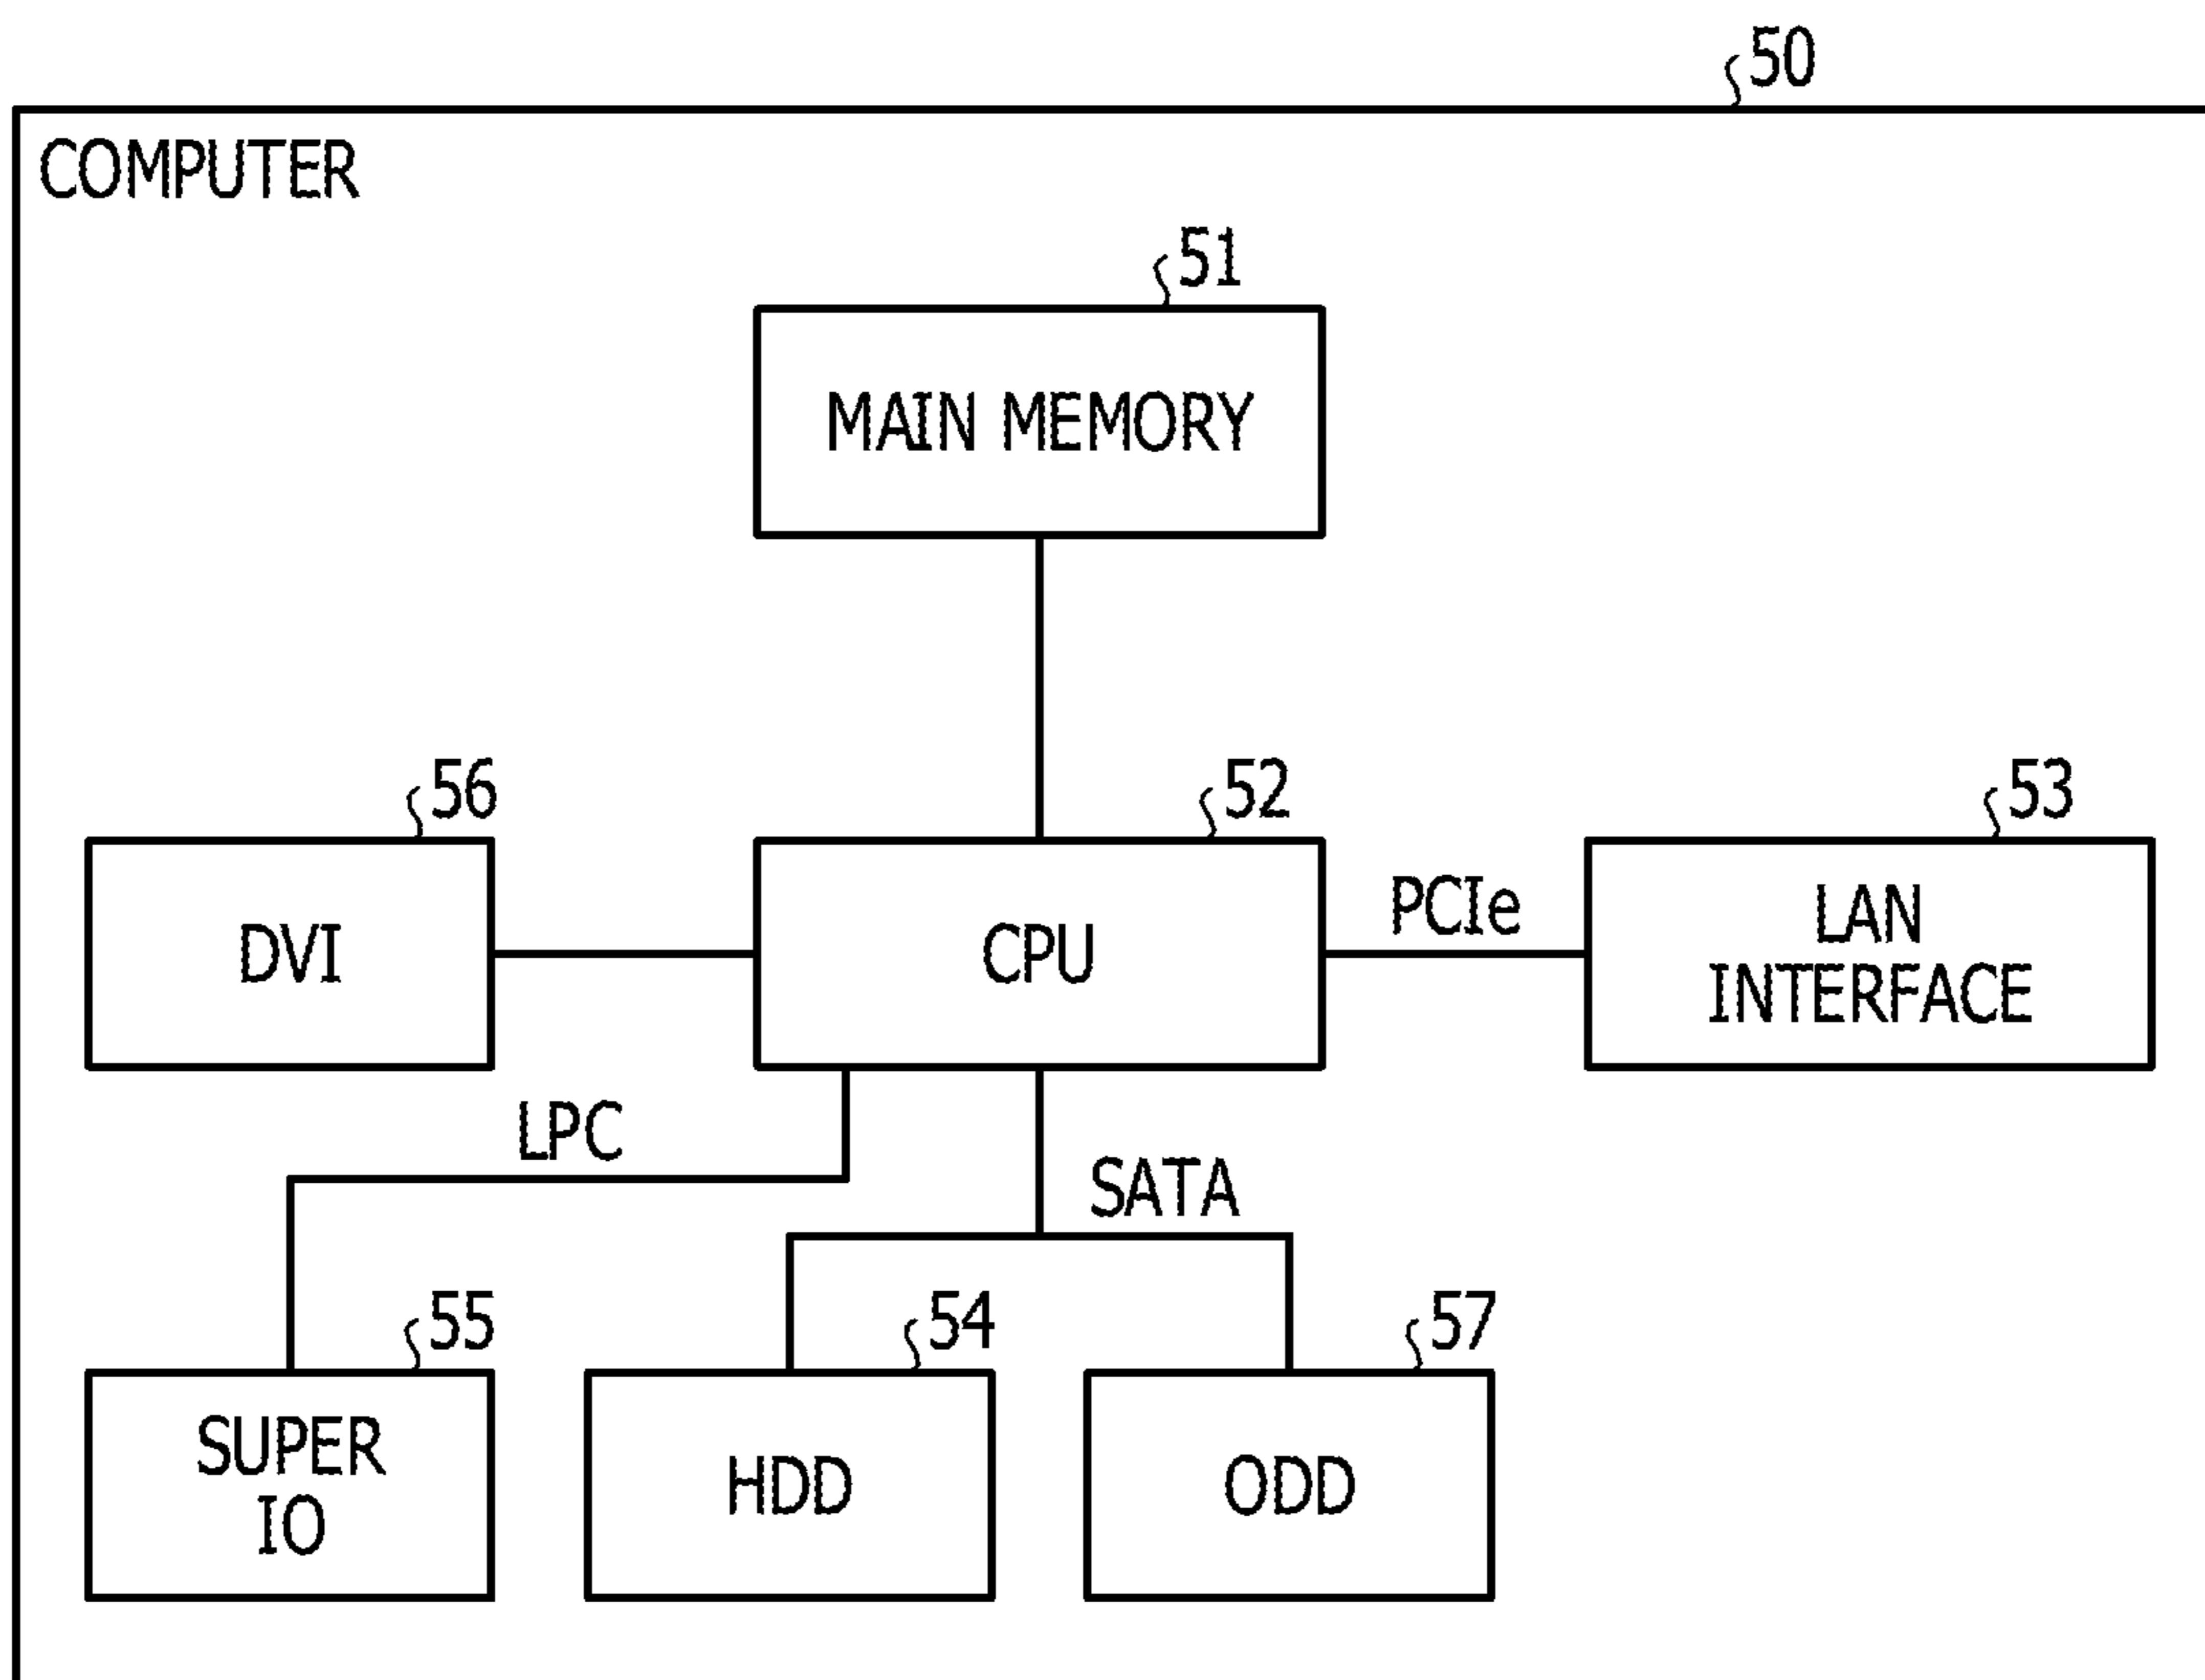 50
COMPUTER
51
MAIN MEMORY
56
52
53
DVI
CPU
PCIe
LAN
INTERFACE
LPC
SATA
55
54
57
SUPER
IO
HDD
ODD